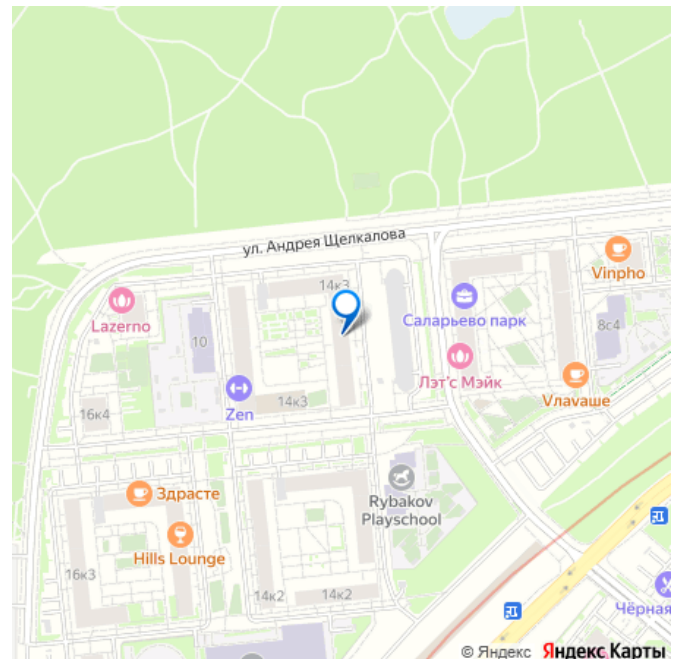 ул. Андрея Щелкалова
Vinpho
14к3
Lazerno
Саларьево парк
8с4
10
Лэт'с Мэйк
Vлаваше
14к3
16к4
Zen
Rybakov
Playschool
Здрасте
Hills Lounge
16к3
14к2
14к2
Чёрная
© Яндекс Яндекс Карты